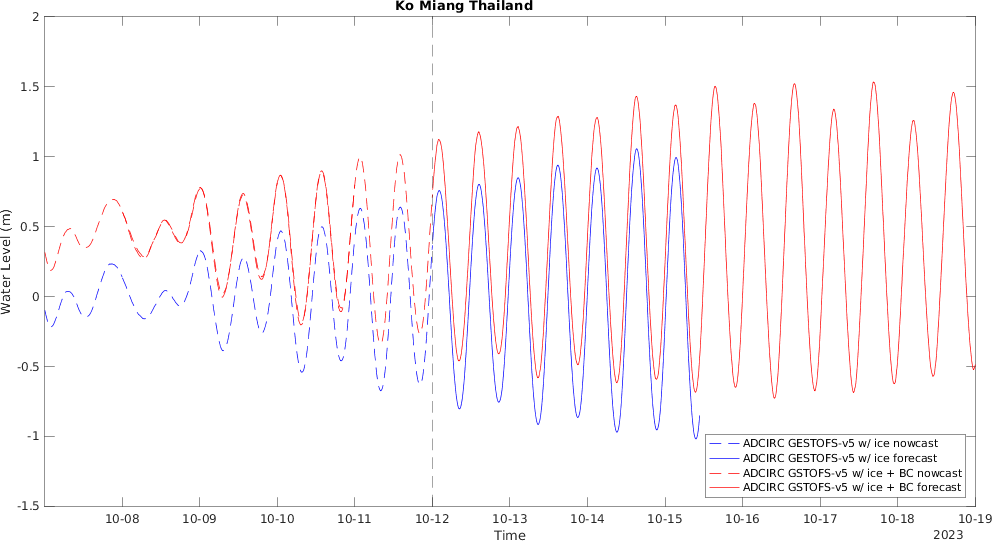 Ko Miang Thailand
Water Level (m)
2
1.5
1
0.5
0
-0.5
-1
-1.5
ADCIRC GESTOFS-v5 w/ ice nowcast
ADCIRC GESTOFS-v5 w/ ice forecast
ADCIRC GSTOFS-v5 w/ ice + BC nowcast
ADCIRC GSTOFS-v5 w/ ice + BC forecast
10-08 10-09 10-10 10-11 10-12 10-13 10-14 10-15 10-16 10-17 10-18 10-19
Time
2023